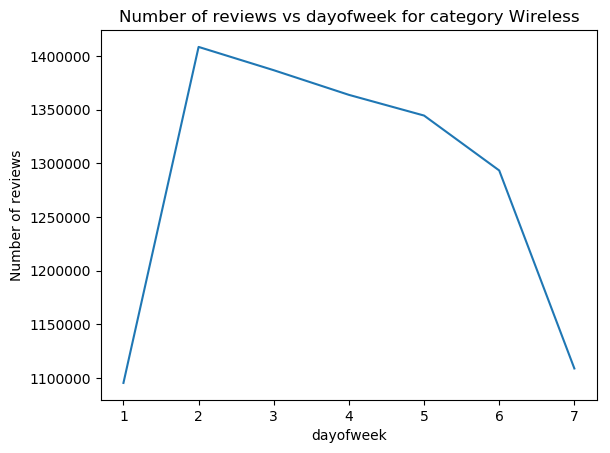 Number of reviews vs dayofweek for category Wireless
Number of reviews
1400000
1350000
1300000
1250000
1200000
1150000
1100000
1 2 3 4 5 6 7
dayofweek